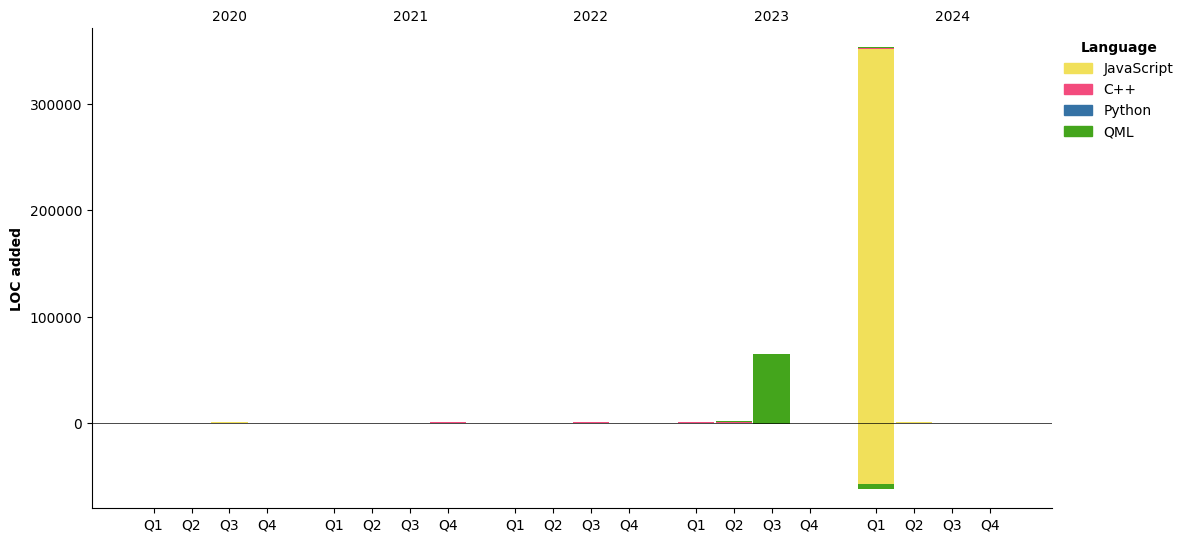 2020 2021 2022 2023 2024
Language
JavaScript
C++
Python
QML
LOC added
300000
200000
100000
0
Q1 Q2 Q3 Q4 Q1 Q2 Q3 Q4 Q1 Q2 Q3 Q4 Q1 Q2 Q3 Q4 Q1 Q2 Q3 Q4